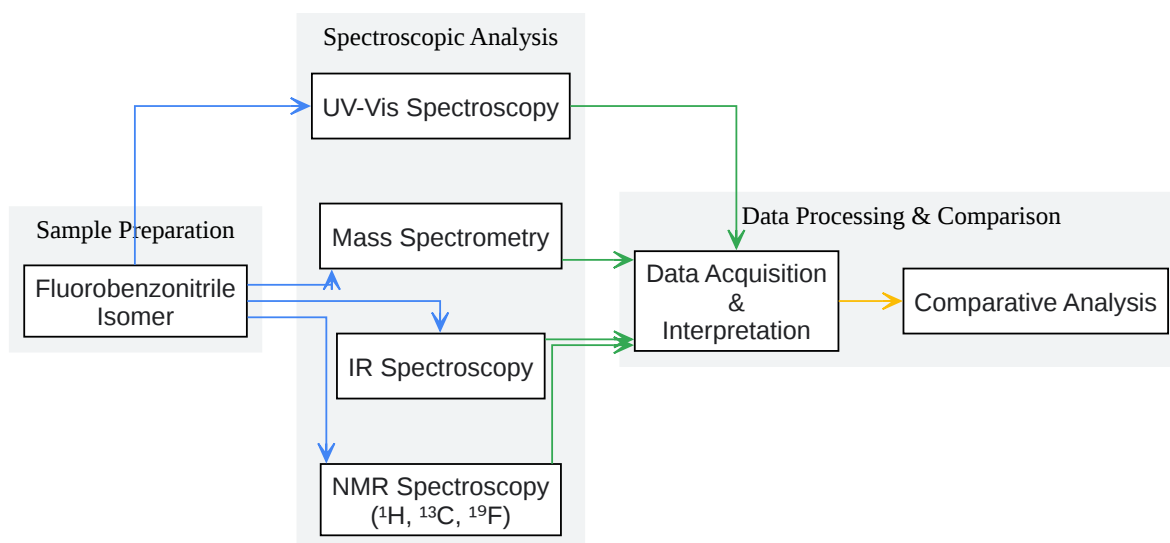 Spectroscopic Analysis
UV-Vis Spectroscopy
Sample Preparation
Fluorobenzonitrile
Isomer
Mass Spectrometry
IR Spectroscopy
NMR Spectroscopy
(¹H, ¹³C, ¹⁹F)
Data Processing & Comparison
Data Acquisition
&
Interpretation
Comparative Analysis